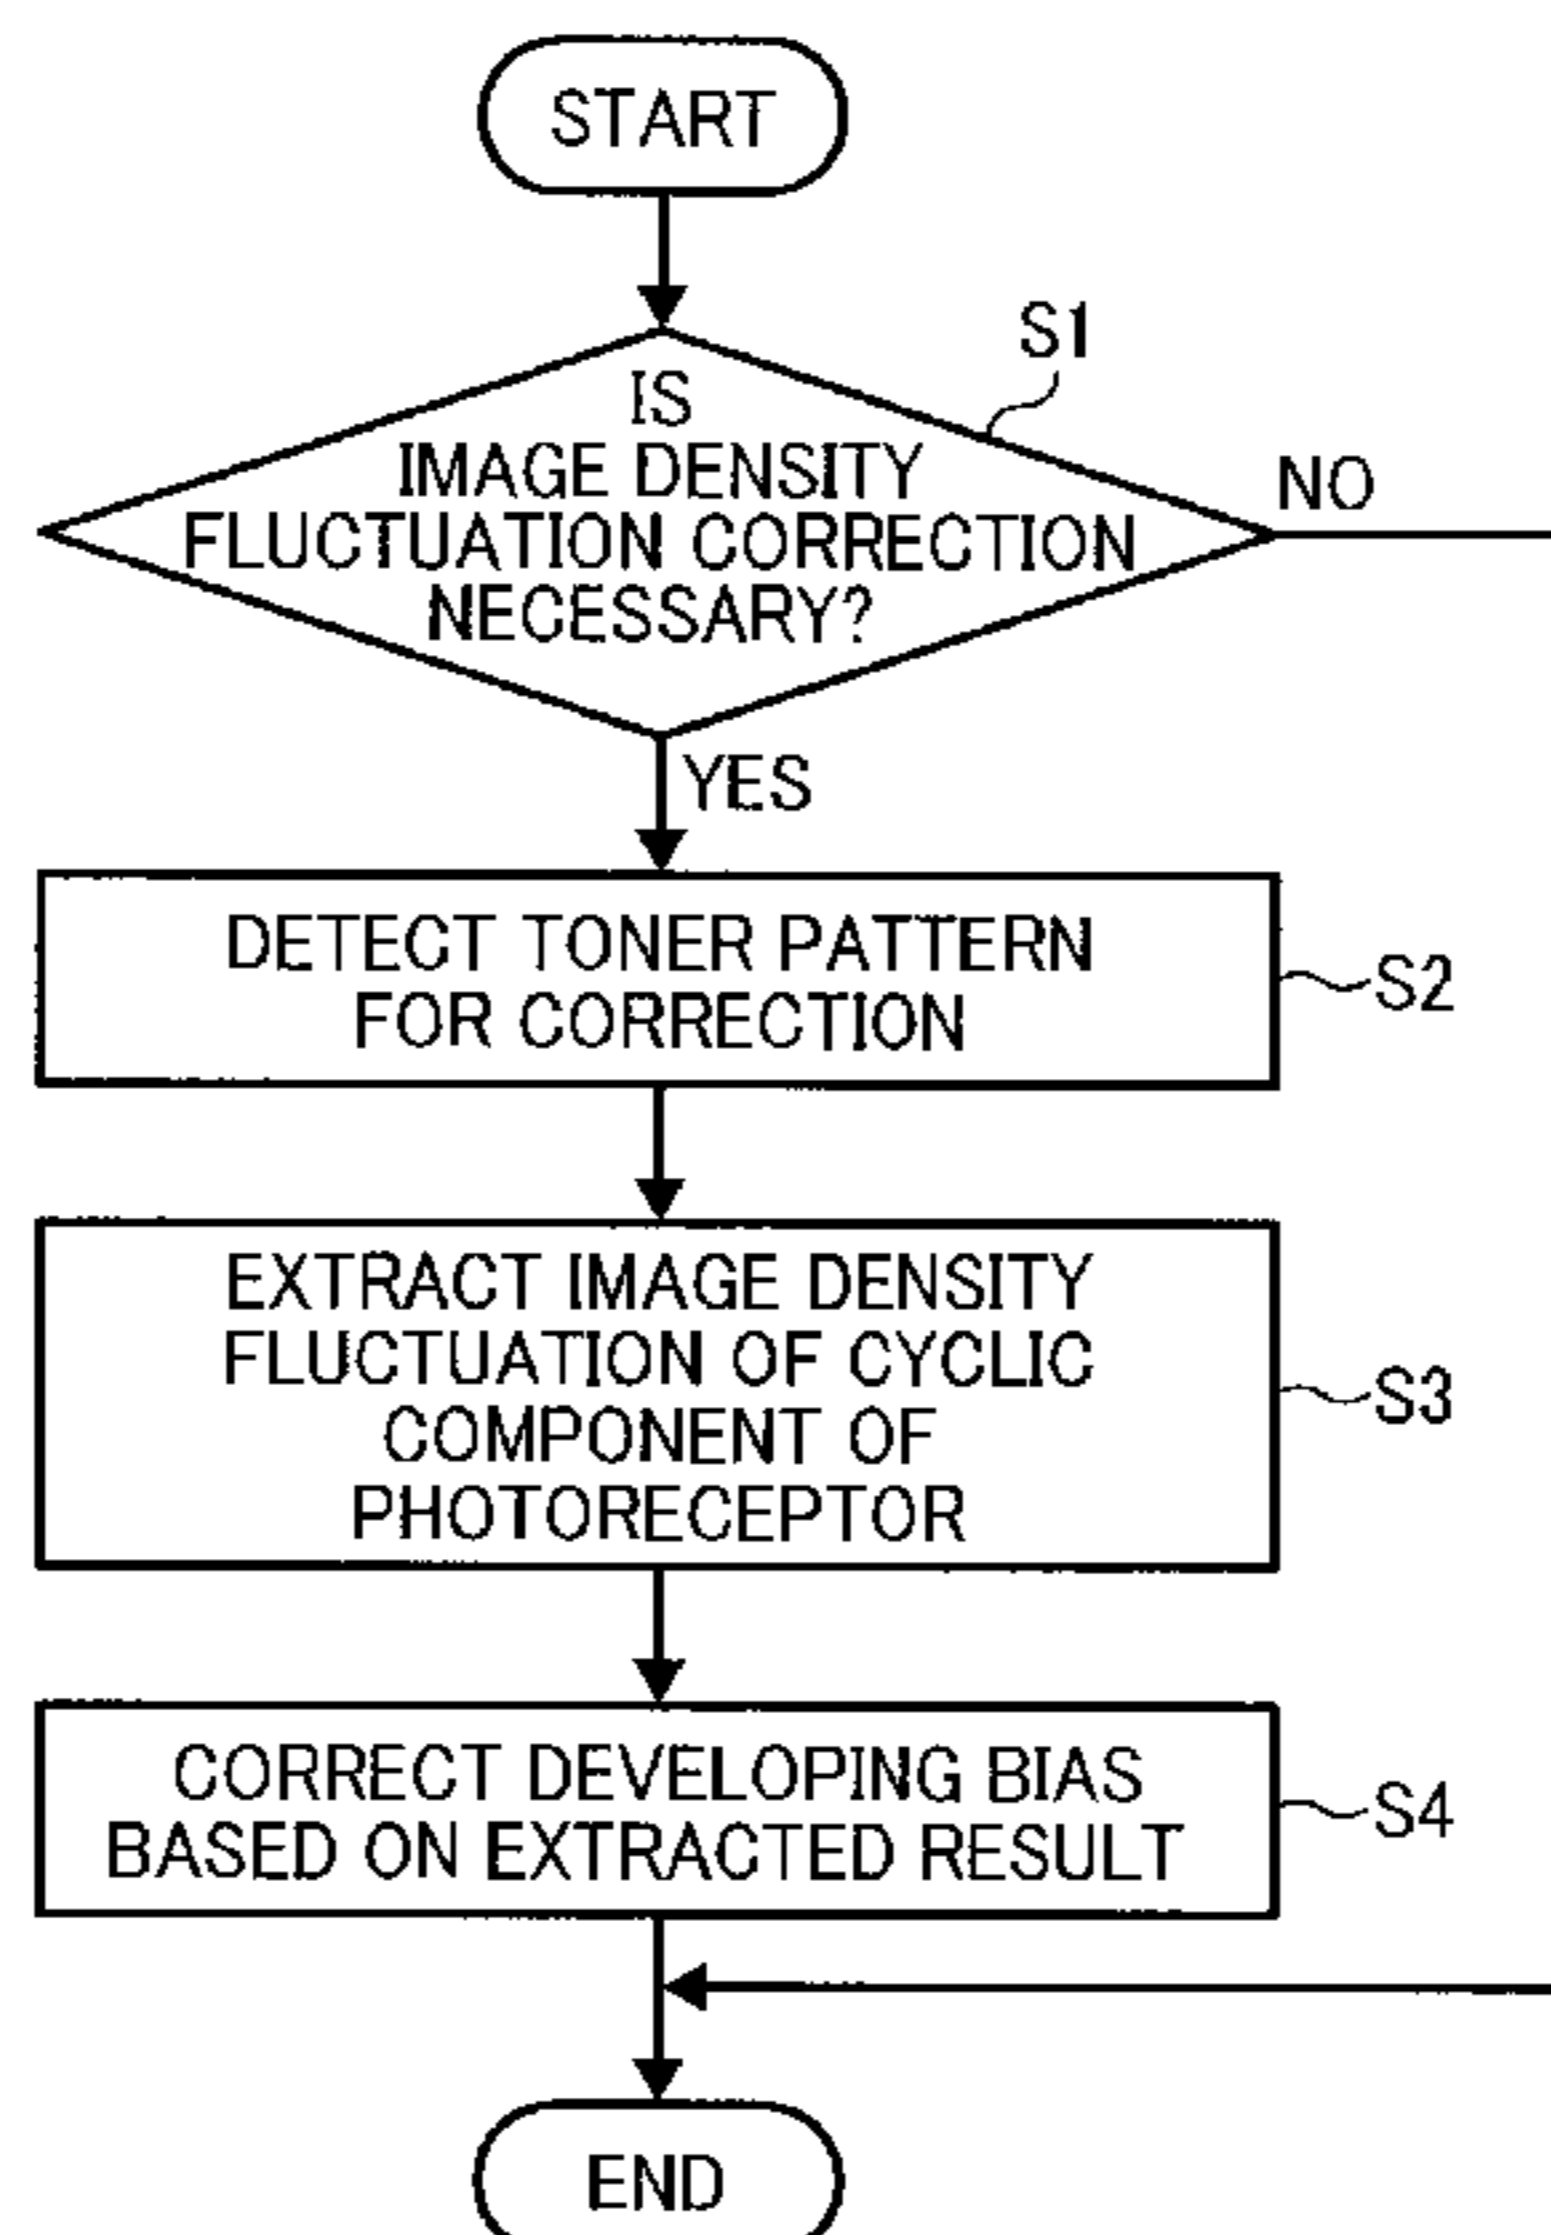 START
S1
IS
IMAGE DENSITY
FLUCTUATION CORRECTION
NECESSARY?
NO
YES
DETECT TONER PATTERN
FOR CORRECTION
S2
EXTRACT IMAGE DENSITY
FLUCTUATION OF CYCLIC
COMPONENT OF
PHOTORECEPTOR
S3
CORRECT DEVELOPING BIAS
BASED ON EXTRACTED RESULT
S4
END